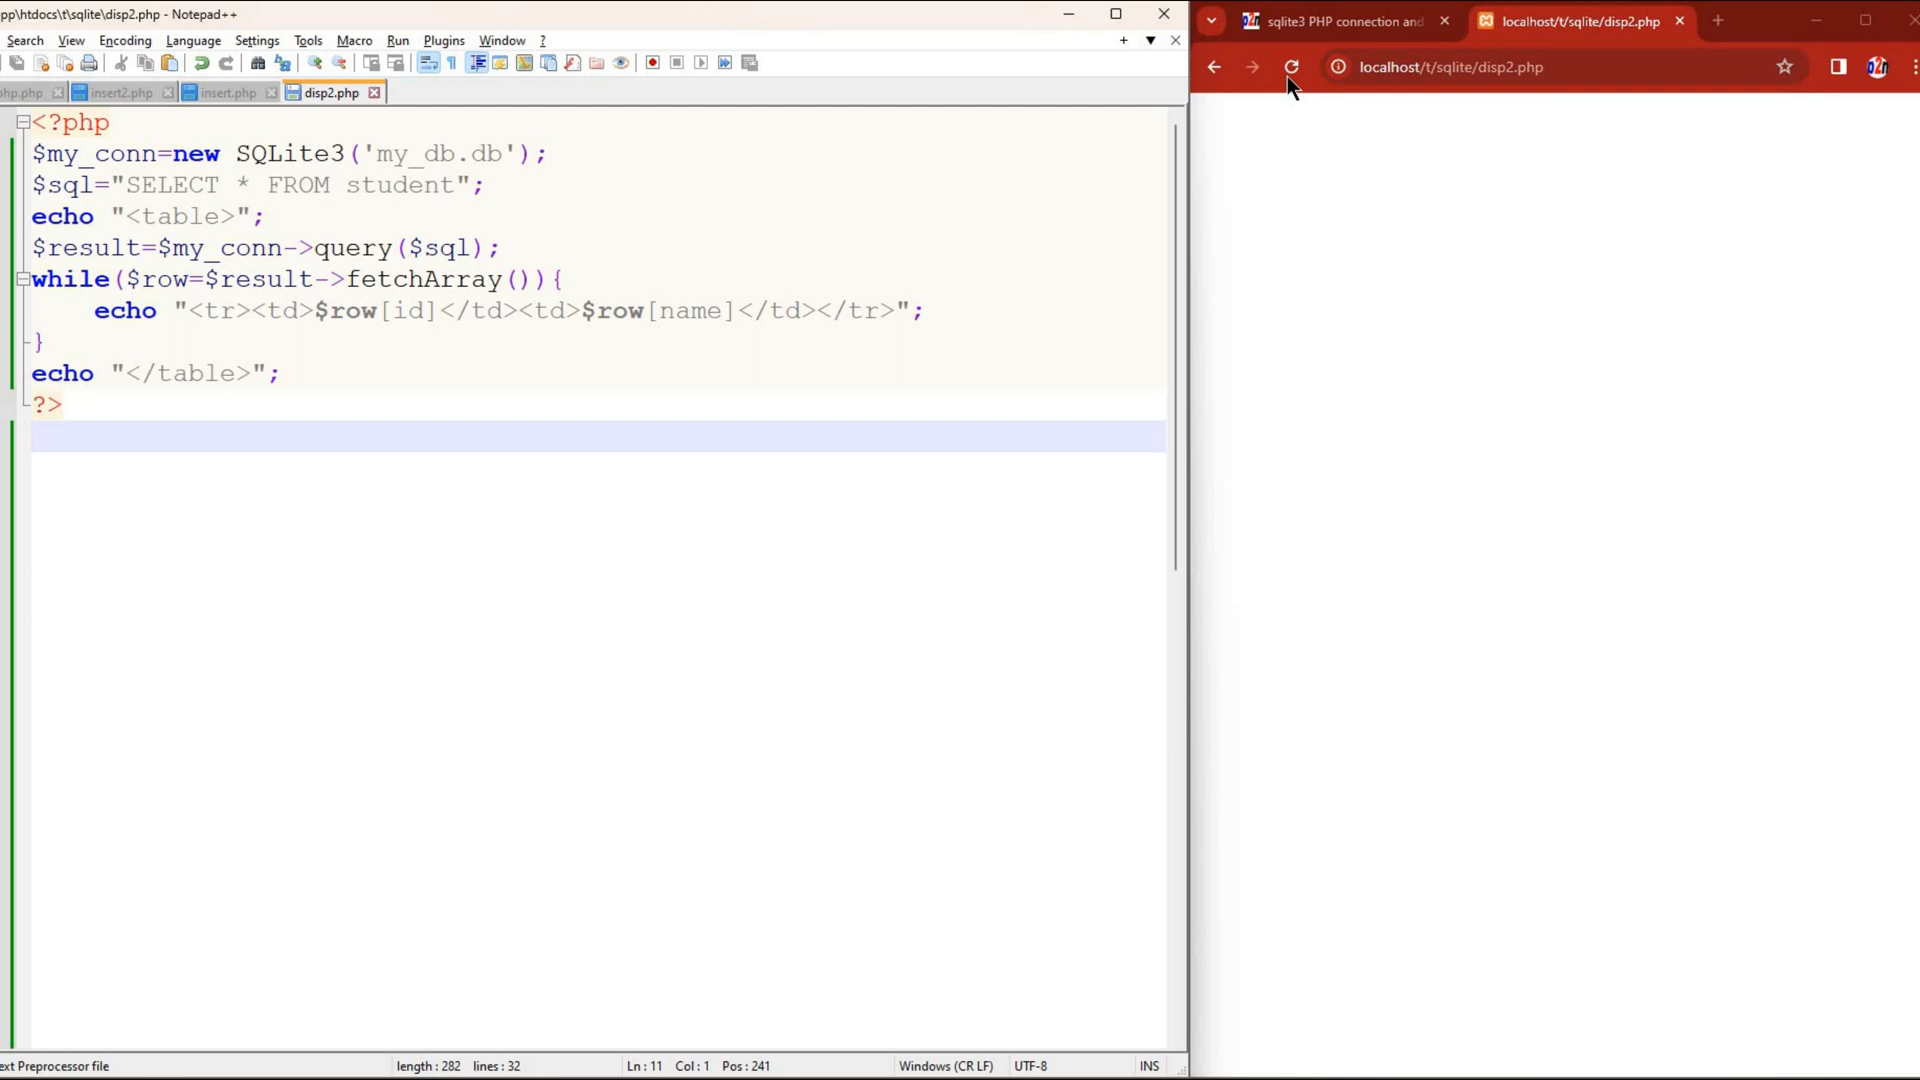 pp\htdocs\t\sqlite\disp2.php - Notepad++
Search View Encoding Language Settings Tools Macro Run Plugins Window ?
php.php insert2.php insert.php disp2.php
<?php
$my_conn=new SQLite3('my_db.db');
$sql="SELECT * FROM student";
echo "<table>";
$result=$my_conn->query($sql);
while($row=$result->fetchArray()){
echo "<tr><td>$row[id]</td><td>$row[name]</td></tr>";
}
echo "</table>";
?>
ext Preprocessor file length : 282 lines : 32 Ln : 11 Col : 1 Pos : 241 Windows (CR LF) UTF-8 INS
sqlite3 PHP connection and localhost/t/sqlite/disp2.php
localhost/t/sqlite/disp2.php